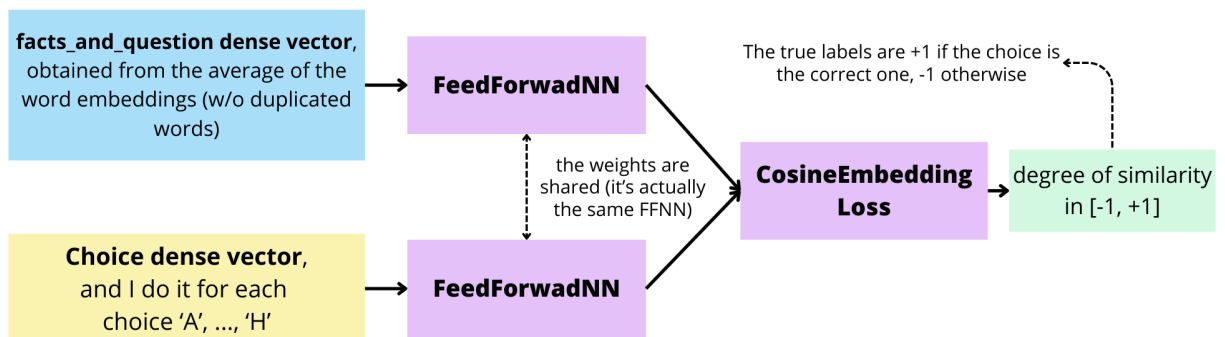 facts_and_question dense vector,
obtained from the average of the
word embeddings (w/o duplicated
words)
FeedForwadNN
the weights are
shared (it's actually
the same FFNN)
Choice dense vector,
and I do it for each
choice ‘A’, ..., ‘H’
FeedForwadNN
CosineEmbedding
Loss
The true labels are +1 if the choice is
the correct one, -1 otherwise
degree of similarity
in [-1, +1]